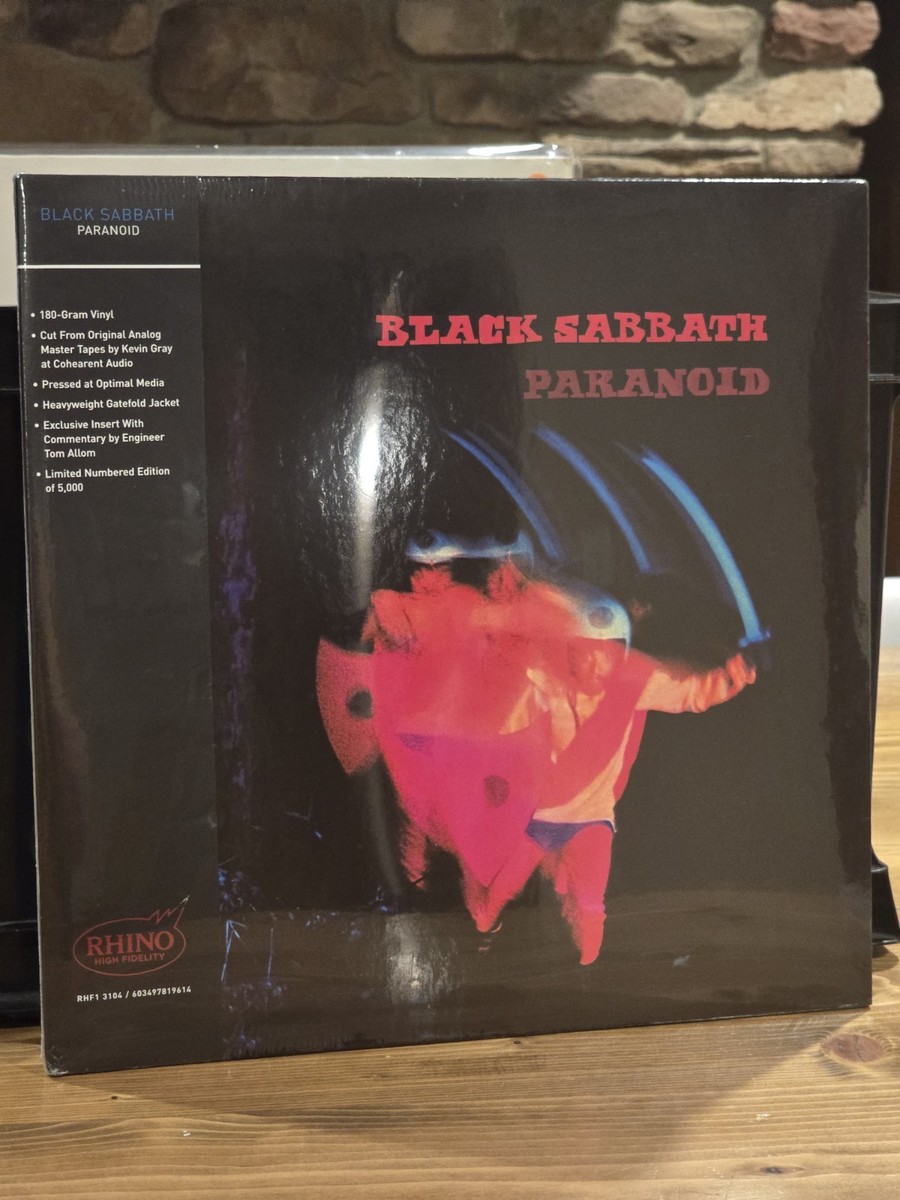 BLACK SABBATH
PARANOID
• 180-Gram Vinyl
• Cut From Original Analog
Master Tapes by Kevin Gray
at Cohearent Audio
• Pressed at Optimal Media
• Heavyweight Gatefold Jacket
• Exclusive Insert With
Commentary by Engineer
Tom Allom
• Limited Numbered Edition
of 5,000
RHINO
HIGH FIDELITY
RHF1 3104 / 603497819614
BLACK SABBATH
PARANOID